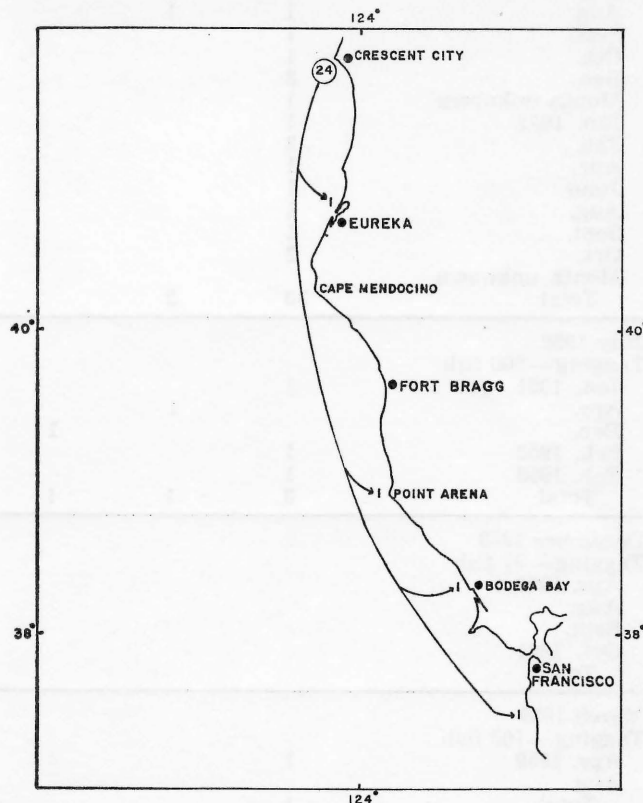 124°
CRESCENT CITY
24
1
EUREKA
CAPE MENDOCINO
40° 40°
FORT BRAGG
1 POINT ARENA
1 BODEGA BAY
38° 38°
SAN
FRANCISCO
1
124°